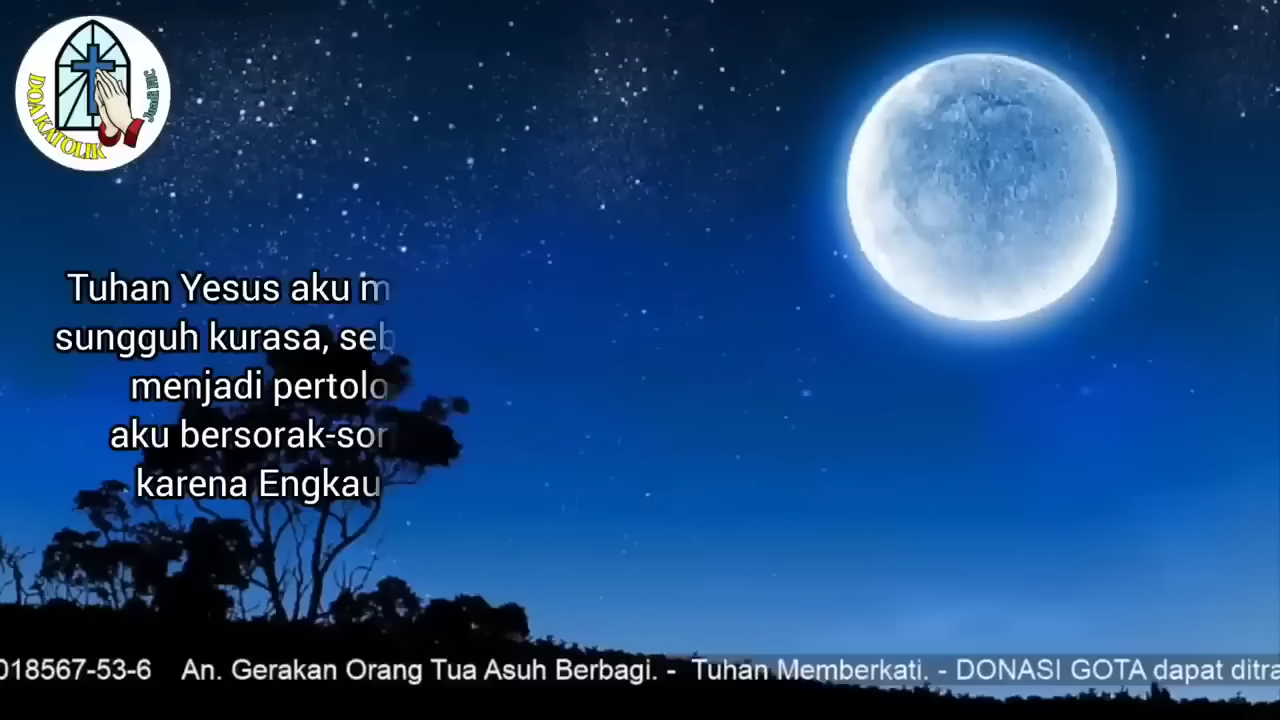 DOA KATOLIK
Tuhan Yesus aku m
sungguh kurasa, seb
menjadi pertolo
aku bersorak-sor
karena Engkau
018567-53-6 An. Gerakan Orang Tua Asuh Berbagi. - Tuhan Memberkati. - DONASI GOTA dapat ditra